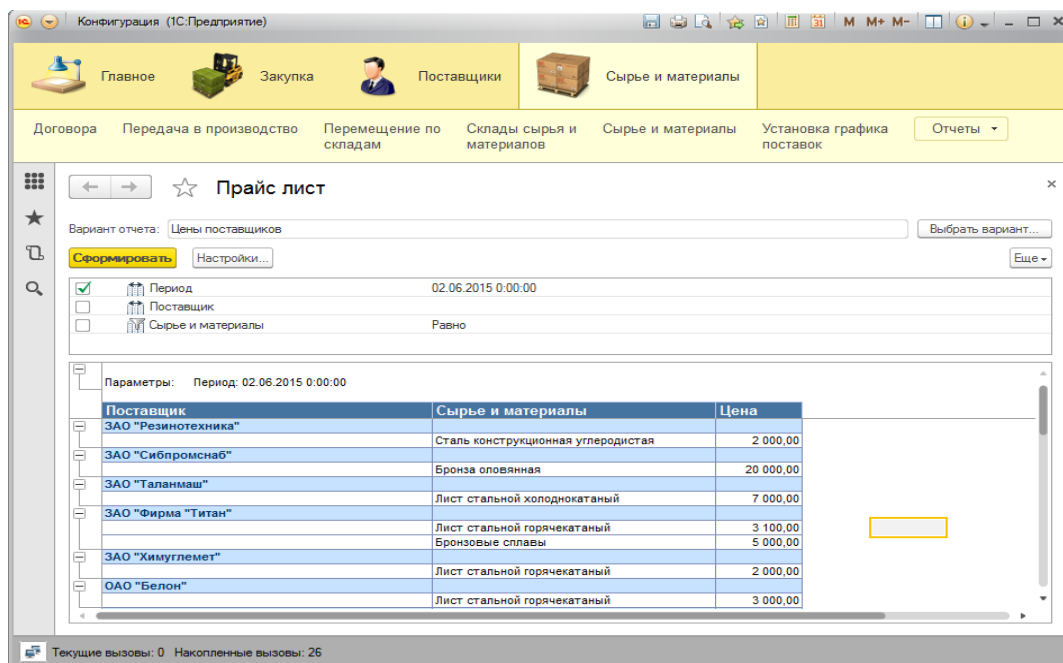 1С Конфигурация (1С:Предприятие) 31 M M+ M-
Главное Закупка Поставщики Сырье и материалы
Договора Передача в производство Перемещение по складам Склады сырья и материалов Сырье и материалы Установка графика поставок Отчеты
Прайс лист
Вариант отчета: Цены поставщиков Выбрать вариант...
Сформировать Настройки... Еще
Период 02.06.2015 0:00:00
Поставщик
Сырье и материалы Равно
Параметры: Период: 02.06.2015 0:00:00
Поставщик Сырье и материалы Цена
ЗАО "Резинотехника"
Сталь конструкционная углеродистая 2 000,00
ЗАО "Сибпромснаб"
Бронза оловянная 20 000,00
ЗАО "Таланмаш"
Лист стальной холоднокатаный 7 000,00
ЗАО "Фирма "Титан"
Лист стальной горячекатаный 3 100,00
Бронзовые сплавы 5 000,00
ЗАО "Химуглемет"
Лист стальной горячекатаный 2 000,00
ОАО "Белон"
Лист стальной горячекатаный 3 000,00
Текущие вызовы: 0 Накопленные вызовы: 26